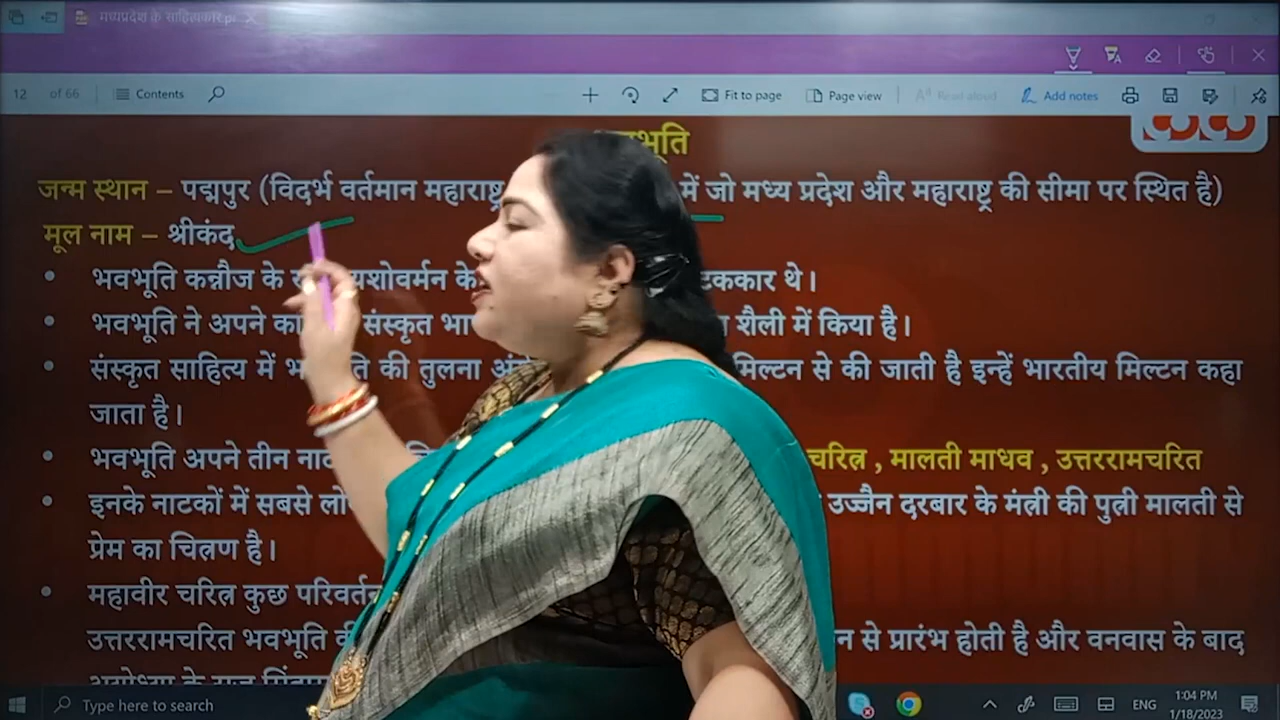 मध्यप्रदेश के साहित्यकार.p
12 of 66 Contents Fit to page Page view Read aloud Add notes
भूति
जन्म स्थान – पद्मपुर (विदर्भ वर्तमान महाराष्ट्र में जो मध्य प्रदेश और महाराष्ट्र की सीमा पर स्थित है)
मूल नाम – श्रीकंद
• भवभूति कन्नौज के यशोवर्मन के टककार थे।
• भवभूति ने अपने का संस्कृत भा शैली में किया है।
• संस्कृत साहित्य में भ ति की तुलना अं मिल्टन से की जाती है इन्हें भारतीय मिल्टन कहा
जाता है।
• भवभूति अपने तीन नाट चरित्र , मालती माधव , उत्तररामचरित
• इनके नाटकों में सबसे लो उज्जैन दरबार के मंत्री की पुत्री मालती से
प्रेम का चित्रण है।
• महावीर चरित्र कुछ परिवर्तन
उत्तररामचरित भवभूति न से प्रारंभ होती है और वनवास के बाद
Type here to search ENG 1:04 PM
1/18/2023